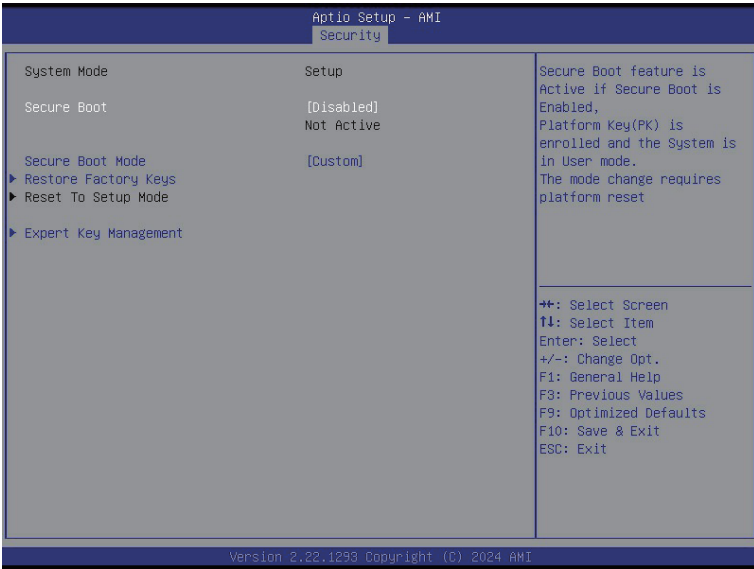 Aptio Setup – AMI
Security
System Mode Setup
Secure Boot [Disabled]
Not Active
Secure Boot Mode [Custom]
Restore Factory Keys
Reset To Setup Mode
Expert Key Management
Secure Boot feature is
Active if Secure Boot is
Enabled,
Platform Key(PK) is
enrolled and the System is
in User mode.
The mode change requires
platform reset
→←: Select Screen
↑↓: Select Item
Enter: Select
+/-: Change Opt.
F1: General Help
F3: Previous Values
F9: Optimized Defaults
F10: Save & Exit
ESC: Exit
Version 2.22.1293 Copyright (C) 2024 AMI